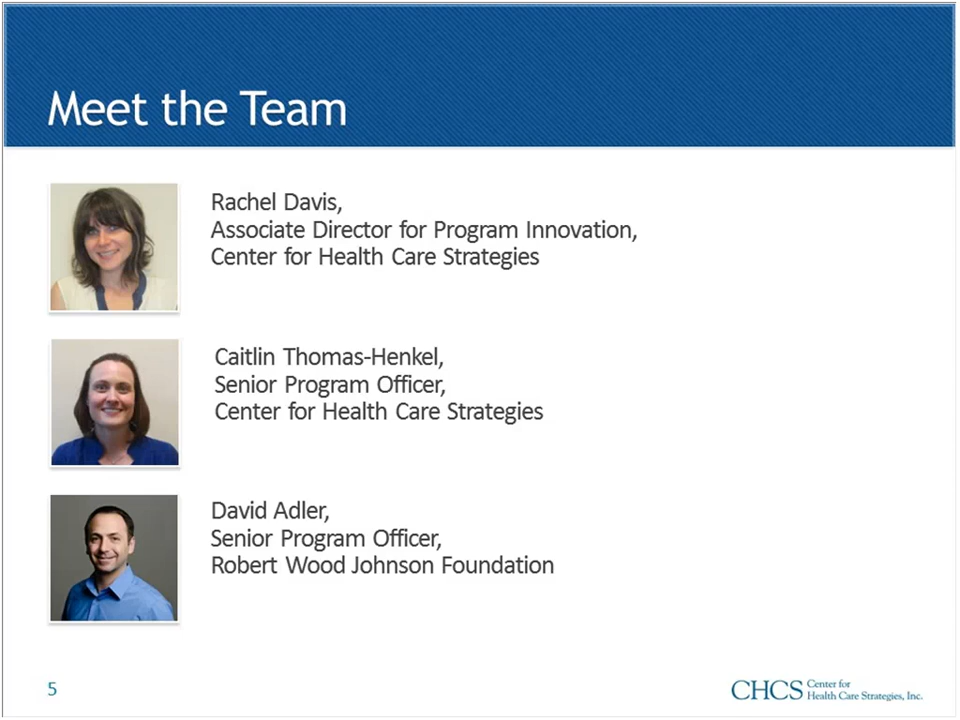 Meet the Team
Rachel Davis,
Associate Director for Program Innovation,
Center for Health Care Strategies
Caitlin Thomas-Henkel,
Senior Program Officer,
Center for Health Care Strategies
David Adler,
Senior Program Officer,
Robert Wood Johnson Foundation
5
CHCS Center for
Health Care Strategies, Inc.